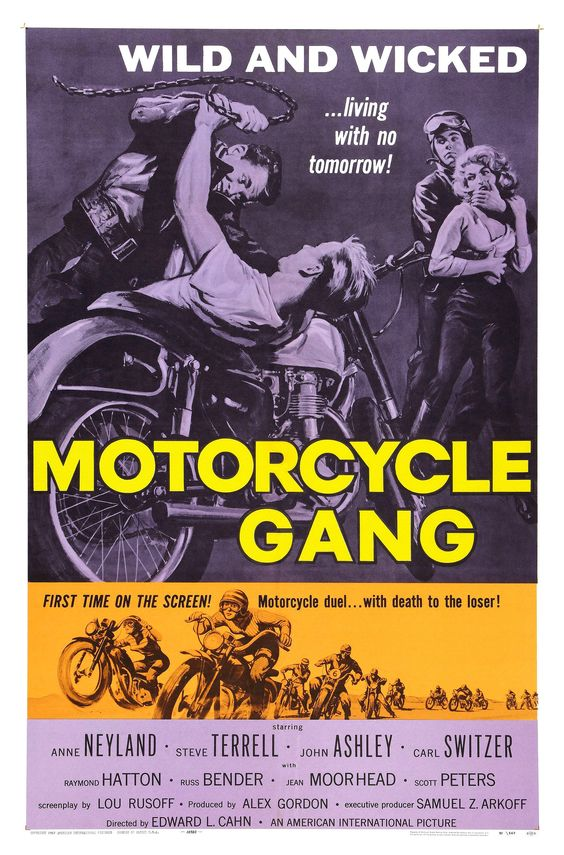 WILD AND WICKED
...living
with no
tomorrow!
MOTORCYCLE
GANG
FIRST TIME ON THE SCREEN! Motorcycle duel...with death to the loser!
starring
ANNE NEYLAND • STEVE TERRELL • JOHN ASHLEY • CARL SWITZER
with
RAYMOND HATTON • RUSS BENDER • JEAN MOORHEAD • SCOTT PETERS
screenplay by LOU RUSOFF • Produced by ALEX GORDON • executive producer SAMUEL Z. ARKOFF
Directed by EDWARD L. CAHN • AN AMERICAN INTERNATIONAL PICTURE